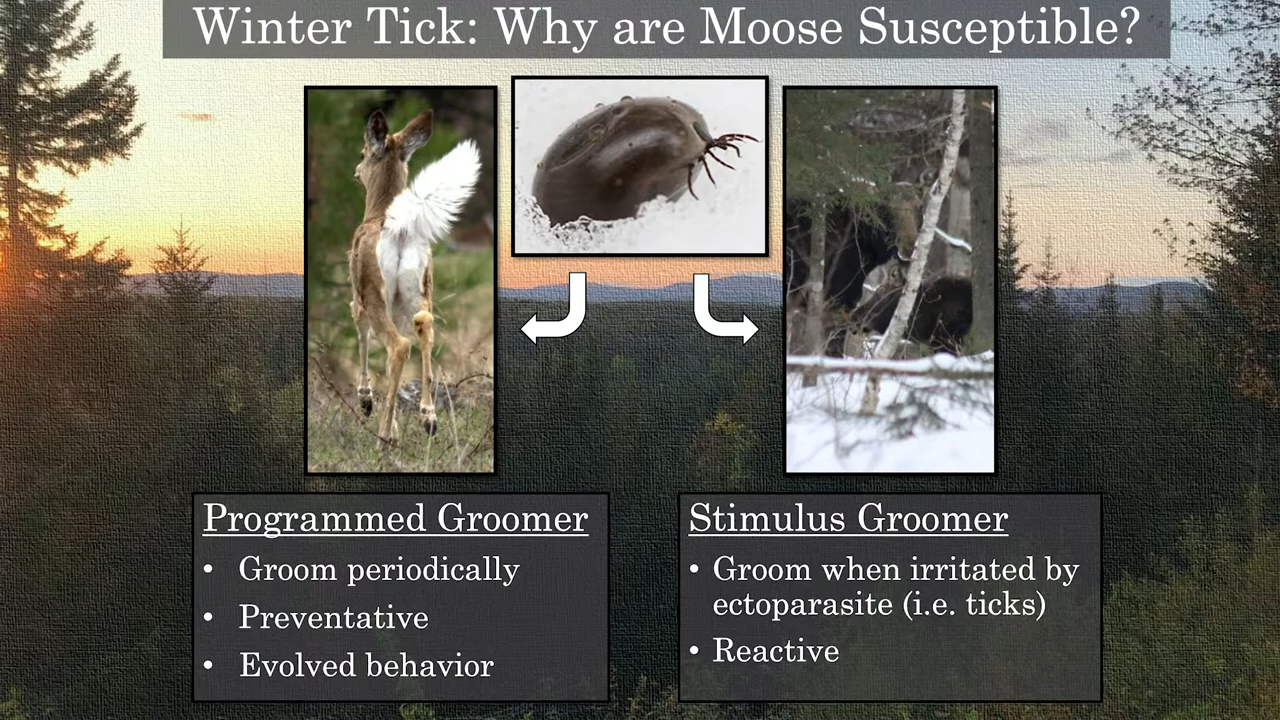 Winter Tick: Why are Moose Susceptible?
Programmed Groomer
• Groom periodically
• Preventative
• Evolved behavior
Stimulus Groomer
• Groom when irritated by
ectoparasite (i.e. ticks)
• Reactive